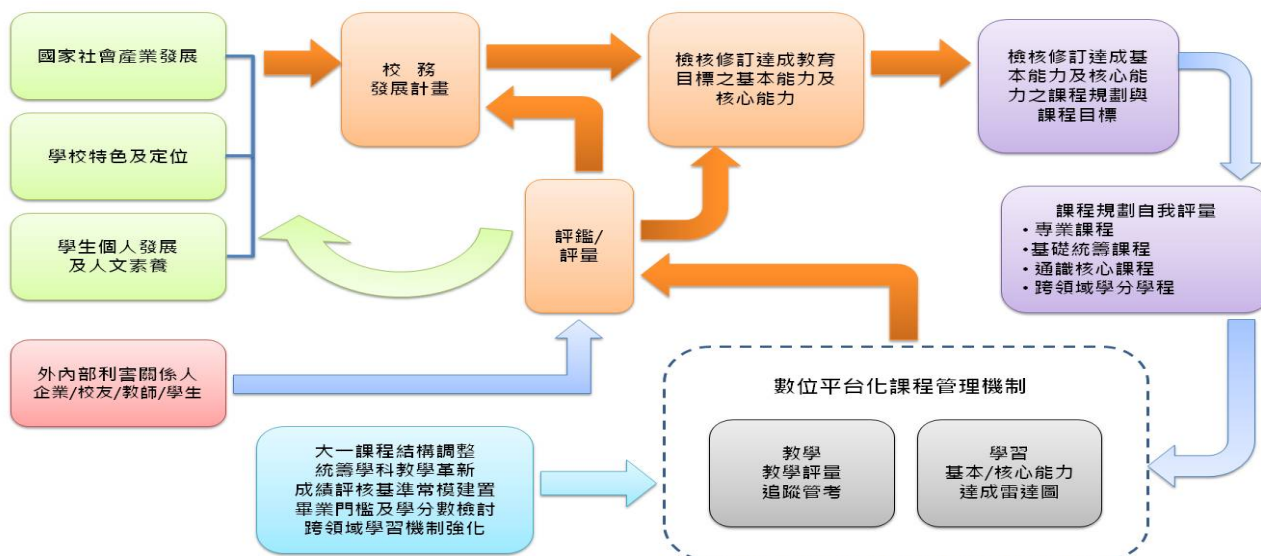 國家社會產業發展
學校特色及定位
學生個人發展
及人文素養
校 務
發展計畫
檢核修訂達成教育
目標之基本能力及
核心能力
檢核修訂達成基
本能力及核心能
力之課程規劃與
課程目標
評鑑/
評量
課程規劃自我評量
•專業課程
•基礎統籌課程
•通識核心課程
•跨領域學分學程
外內部利害關係人
企業/校友/教師/學生
大一課程結構調整
統籌學科教學革新
成績評核基準常模建置
畢業門檻及學分數檢討
跨領域學習機制強化
數位平台化課程管理機制
教學
教學評量
追蹤管考
學習
基本/核心能力
達成雷達圖